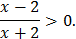 x − 2
x + 2 > 0.